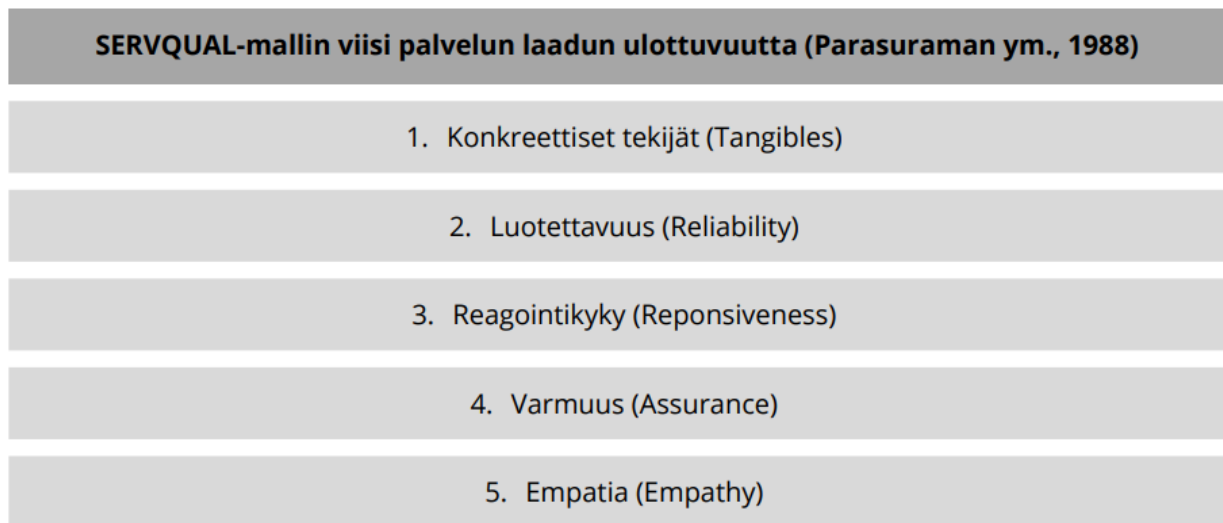 SERVQUAL-mallin viisi palvelun laadun ulottuvuutta (Parasuraman ym., 1988)
1. Konkreettiset tekijät (Tangibles)
2. Luotettavuus (Reliability)
3. Reagointikyky (Reponsiveness)
4. Varmuus (Assurance)
5. Empatia (Empathy)